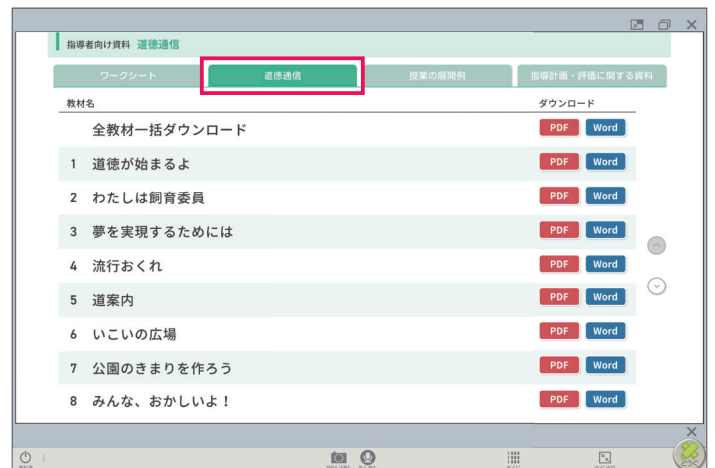 指導者向け資料 道徳通信
ワークシート 道徳通信 授業の展開例 指導計画・評価に関する資料
教材名 ダウンロード
全教材一括ダウンロード PDF Word
1 道徳が始まるよ PDF Word
2 わたしは飼育委員 PDF Word
3 夢を実現するためには PDF Word
4 流行おくれ PDF Word
5 道案内 PDF Word
6 いこいの広場 PDF Word
7 公園のきまりを作ろう PDF Word
8 みんな、おかしいよ! PDF Word
どうぐ